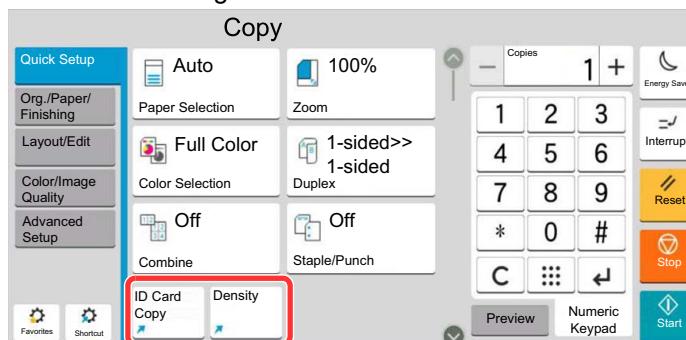 Copy
Quick Setup
Org./Paper/
Finishing
Layout/Edit
Color/Image
Quality
Advanced
Setup
Favorites
Shortcut
Auto
Paper Selection
100%
Zoom
Full Color
Color Selection
1-sided>>
1-sided
Duplex
Off
Combine
Off
Staple/Punch
ID Card
Copy
Density
Copies
− 1 +
1 2 3
4 5 6
7 8 9
* 0 #
C
Preview
Numeric
Keypad
Energy Save
Interrup
Reset
Stop
Start